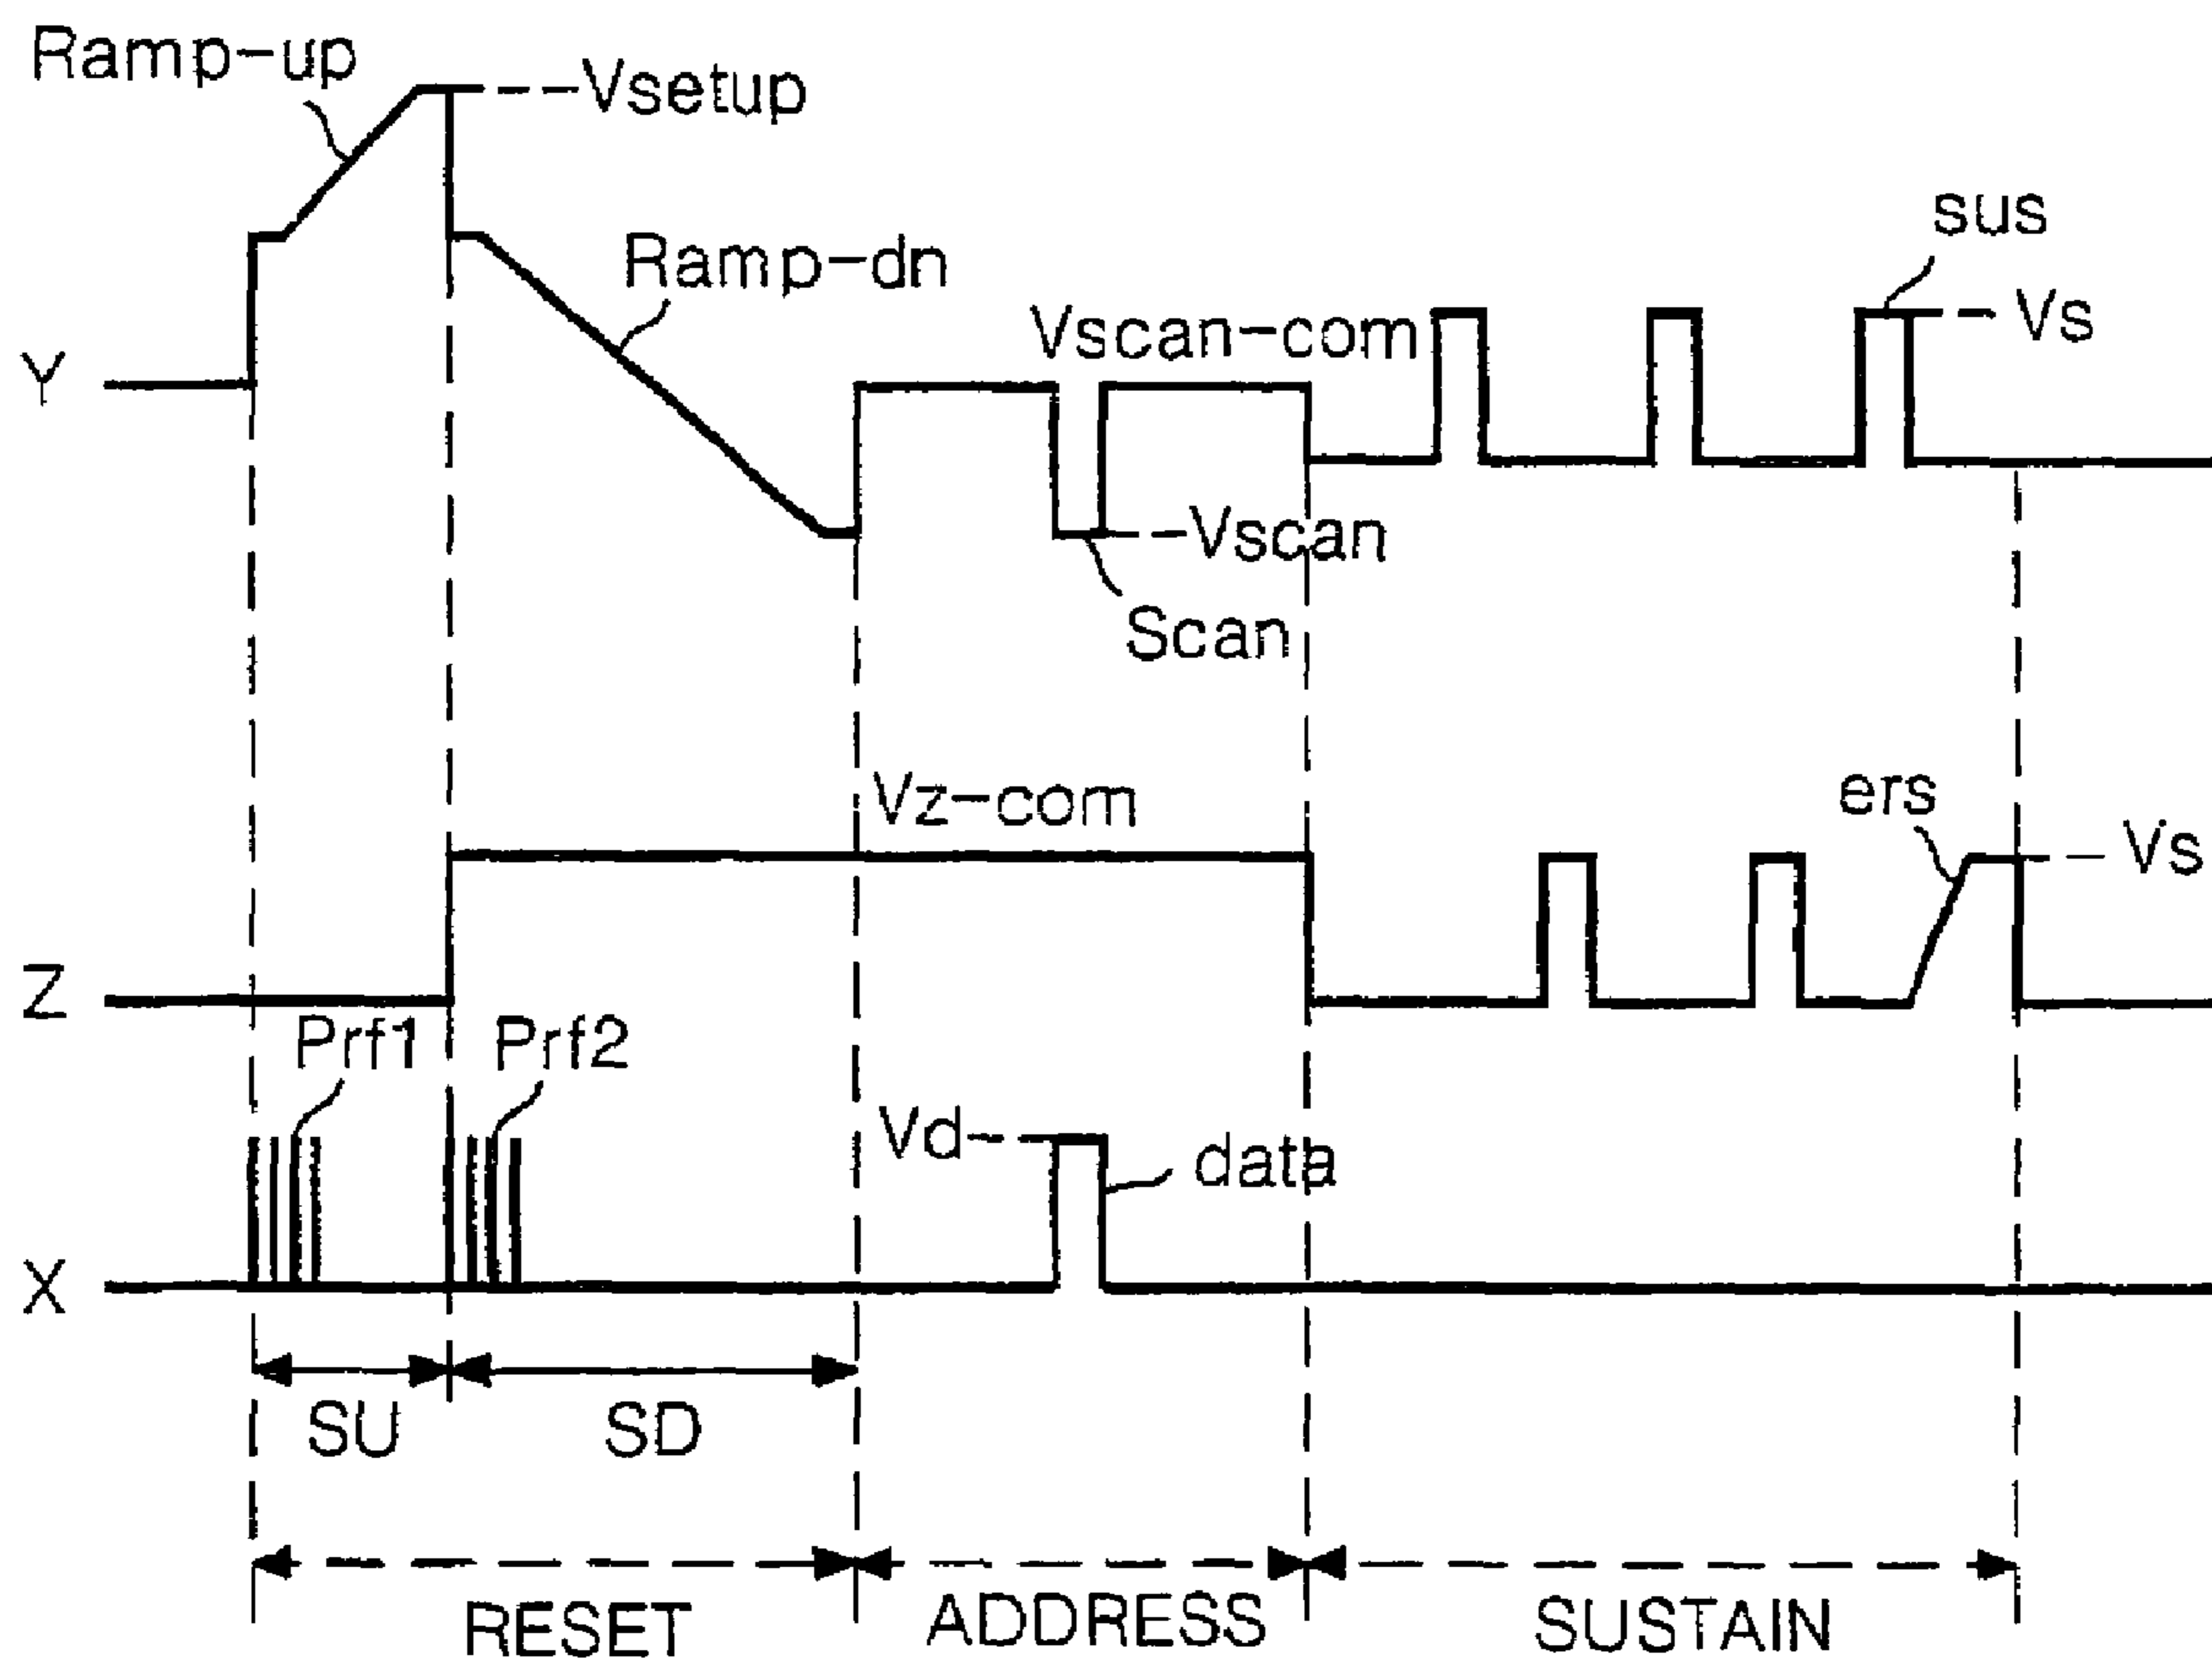 Ramp-up
Vsetup
sus
Ramp-dn
Vscan-com
Vs
Y
Vscan
Scan
Vz-com
ers
Vs
Z
Prf1
Prf2
Vd
data
X
SU
SD
RESET
ADDRESS
SUSTAIN